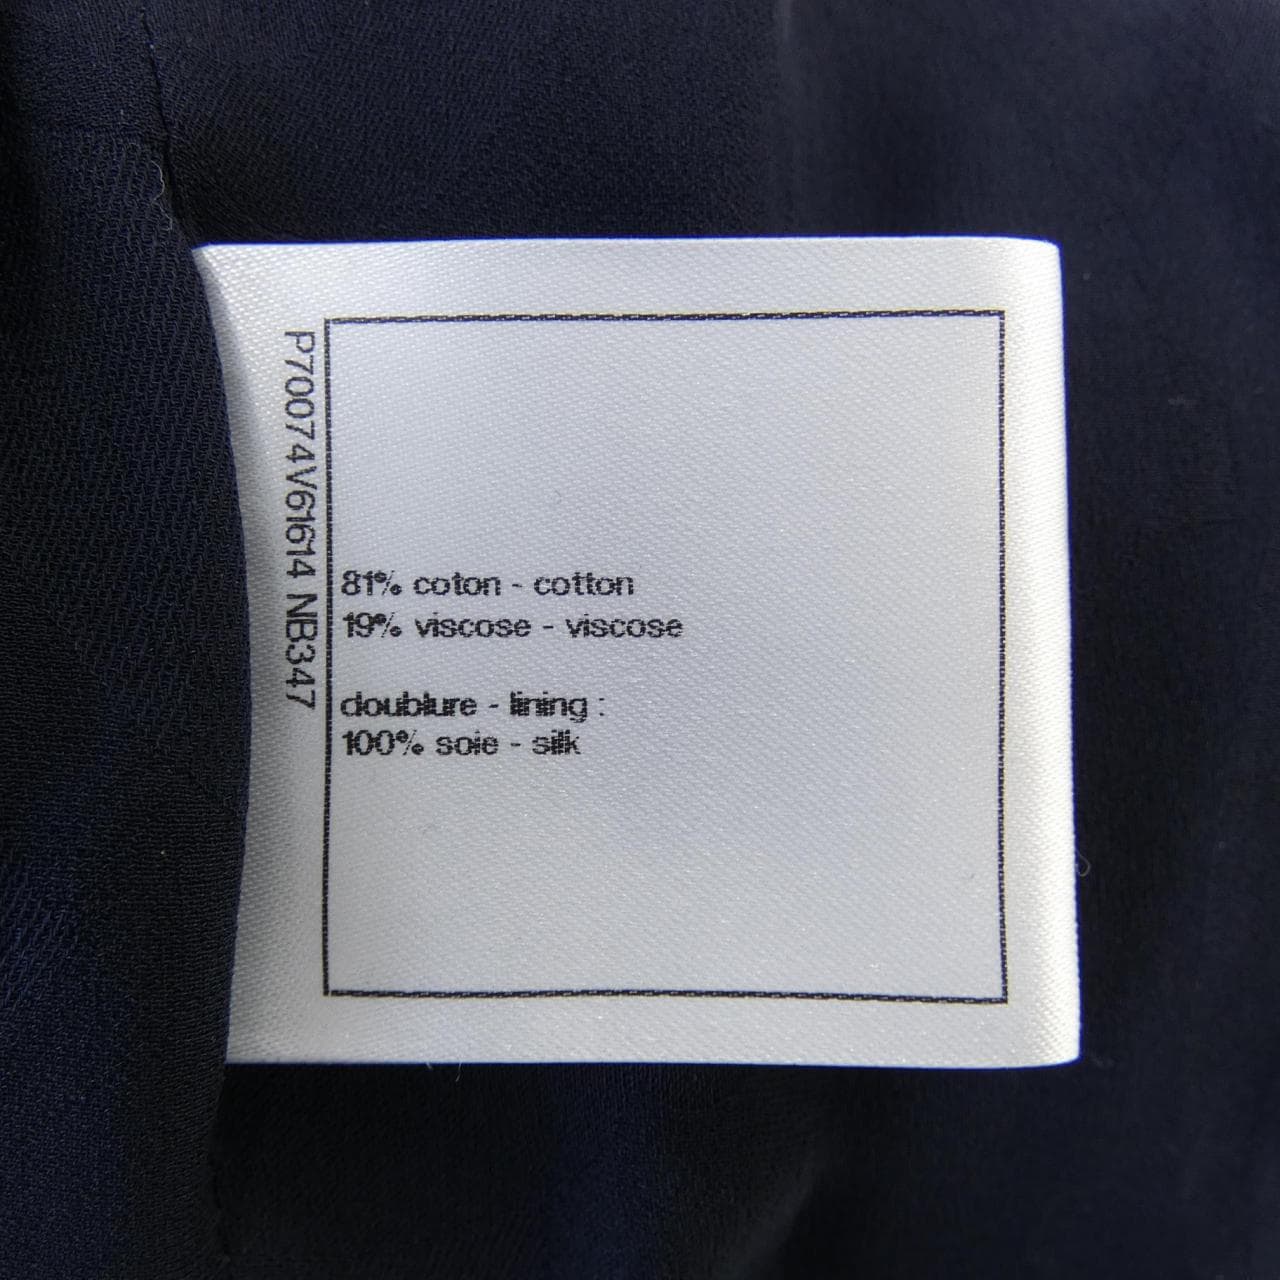 P70074V61614 NB347
81% coton - cotton
19% viscose - viscose
doublure - lining :
100% soie - silk